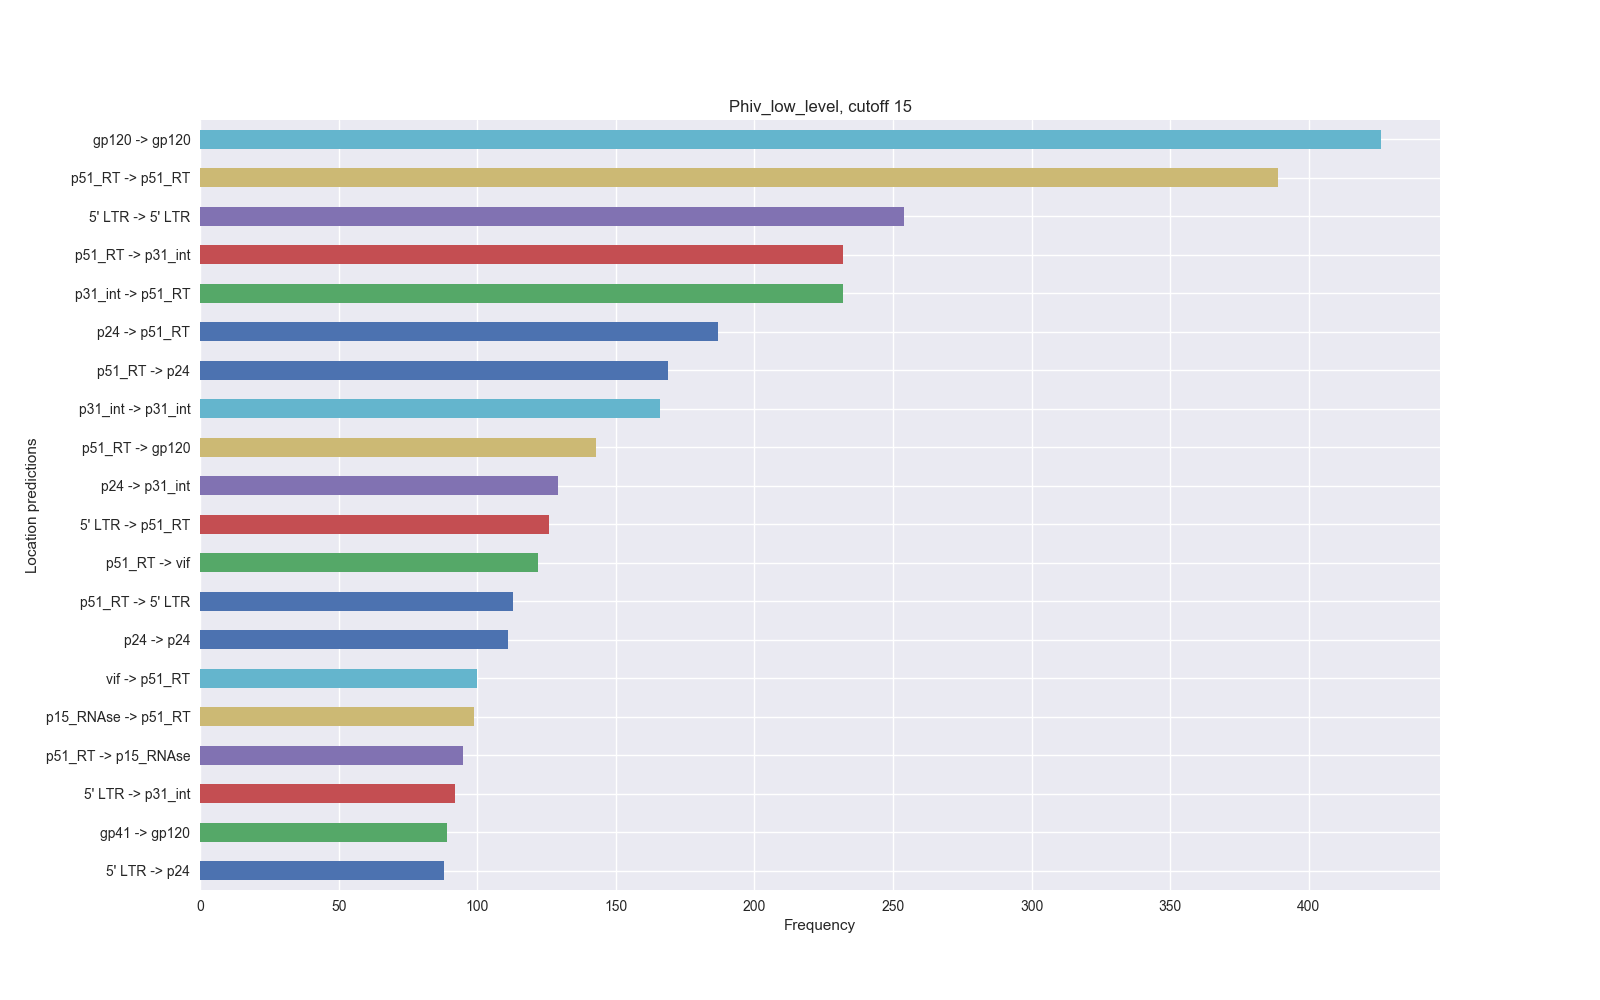 Phiv_low_level, cutoff 15
gp120 -> gp120
p51_RT -> p51_RT
5' LTR -> 5' LTR
p51_RT -> p31_int
p31_int -> p51_RT
p24 -> p51_RT
p51_RT -> p24
p31_int -> p31_int
p51_RT -> gp120
p24 -> p31_int
5' LTR -> p51_RT
p51_RT -> vif
p51_RT -> 5' LTR
p24 -> p24
vif -> p51_RT
p15_RNAse -> p51_RT
p51_RT -> p15_RNAse
5' LTR -> p31_int
gp41 -> gp120
5' LTR -> p24
Location predictions
0 50 100 150 200 250 300 350 400
Frequency